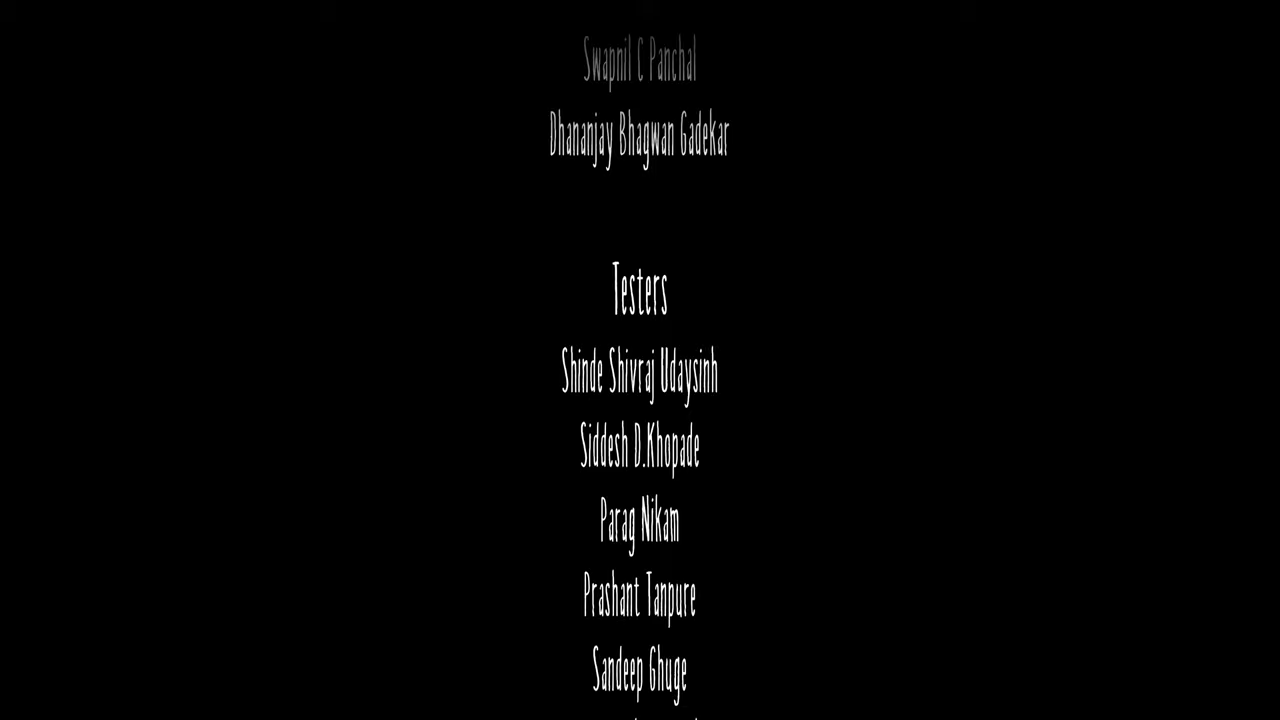 Swapnil C Panchal
Dhananjay Bhagwan Gadekar
Testers
Shinde Shivraj Udaysinh
Siddesh D.Khopade
Parag Nikam
Prashant Tanpure
Sandeep Ghuge